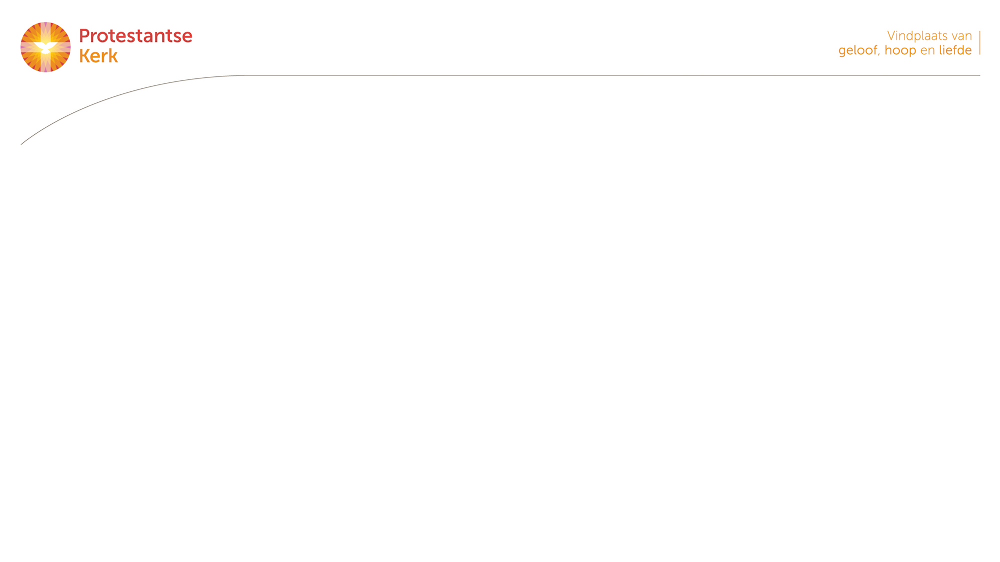 Protestantse
Kerk
Vindplaats van
geloof, hoop en liefde